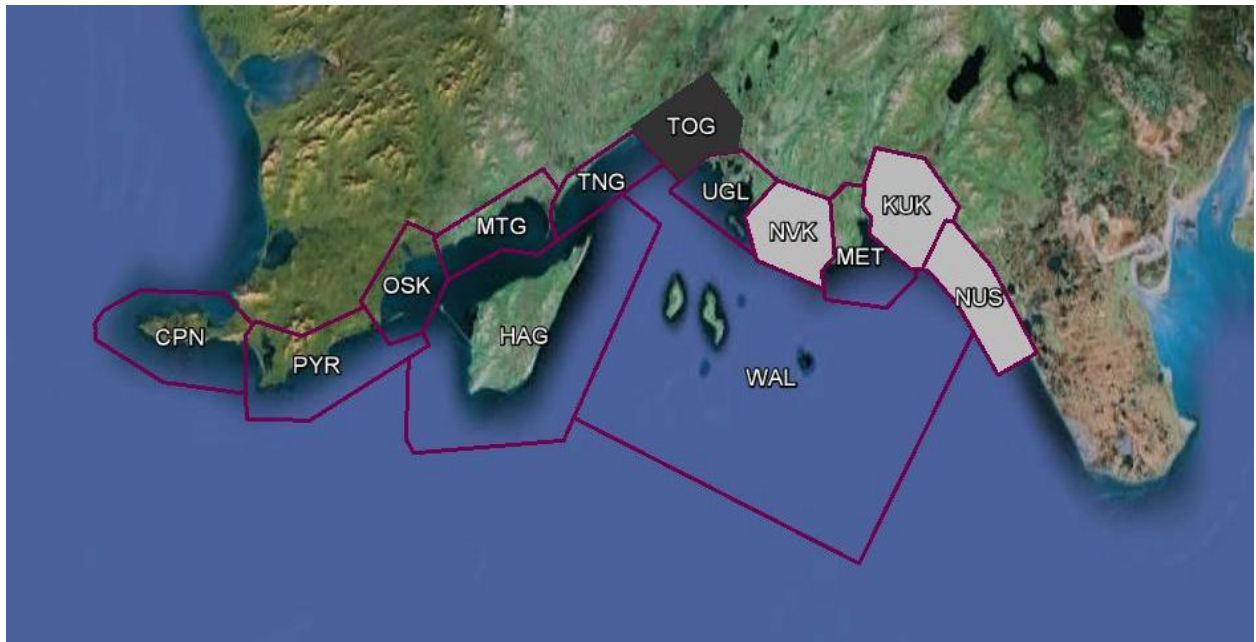 TOG
TNG
UGL
KUK
MTG
NVK
MET
OSK
NUS
CPN
HAG
PYR
WAL